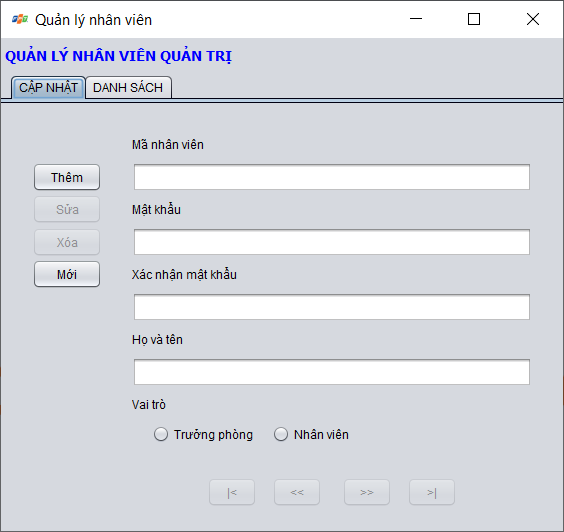 Quản lý nhân viên
QUẢN LÝ NHÂN VIÊN QUẢN TRỊ
CẬP NHẬT DANH SÁCH
Mã nhân viên
Thêm
Sửa
Mật khẩu
Xóa
Mới
Xác nhận mật khẩu
Họ và tên
Vai trò
Trưởng phòng Nhân viên
|< << >> >|